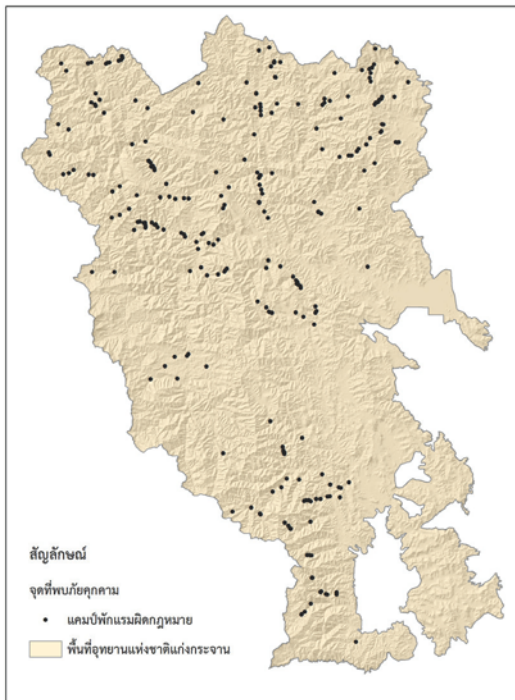 สัญลักษณ์
จุดที่พบภัยคุกคาม
แคมป์พักแรมผิดกฎหมาย
พื้นที่อุทยานแห่งชาติแก่งกระจาน